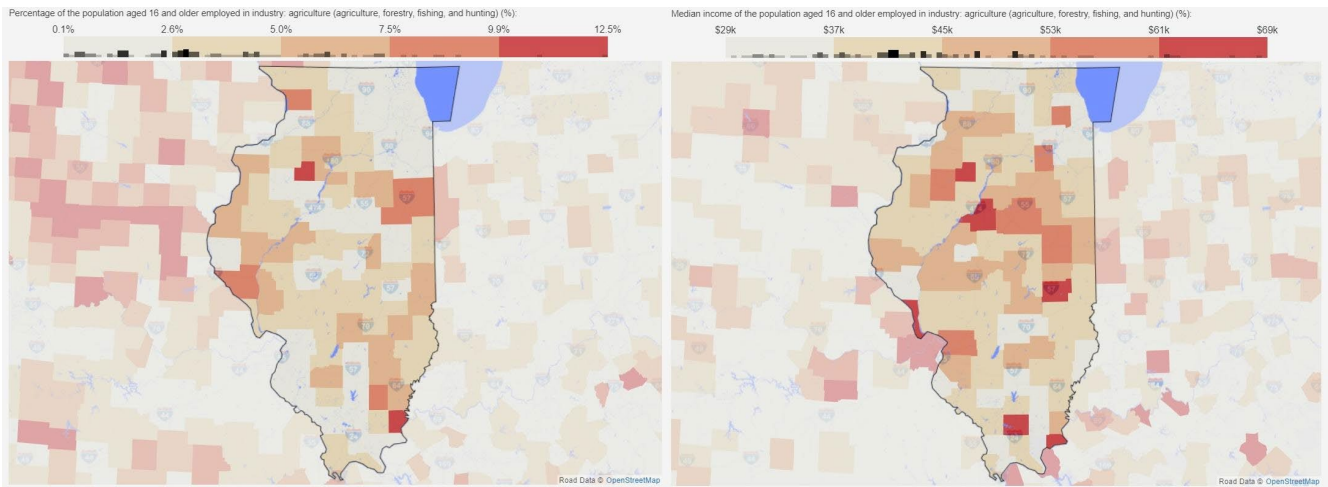 Percentage of the population aged 16 and older employed in industry: agriculture (agriculture, forestry, fishing, and hunting) (%):
0.1% 2.6% 5.0% 7.5% 9.9% 12.5%
Road Data © OpenStreetMap
Median income of the population aged 16 and older employed in industry: agriculture (agriculture, forestry, fishing, and hunting) (%):
$29k $37k $45k $53k $61k $69k
Road Data © OpenStreetMap